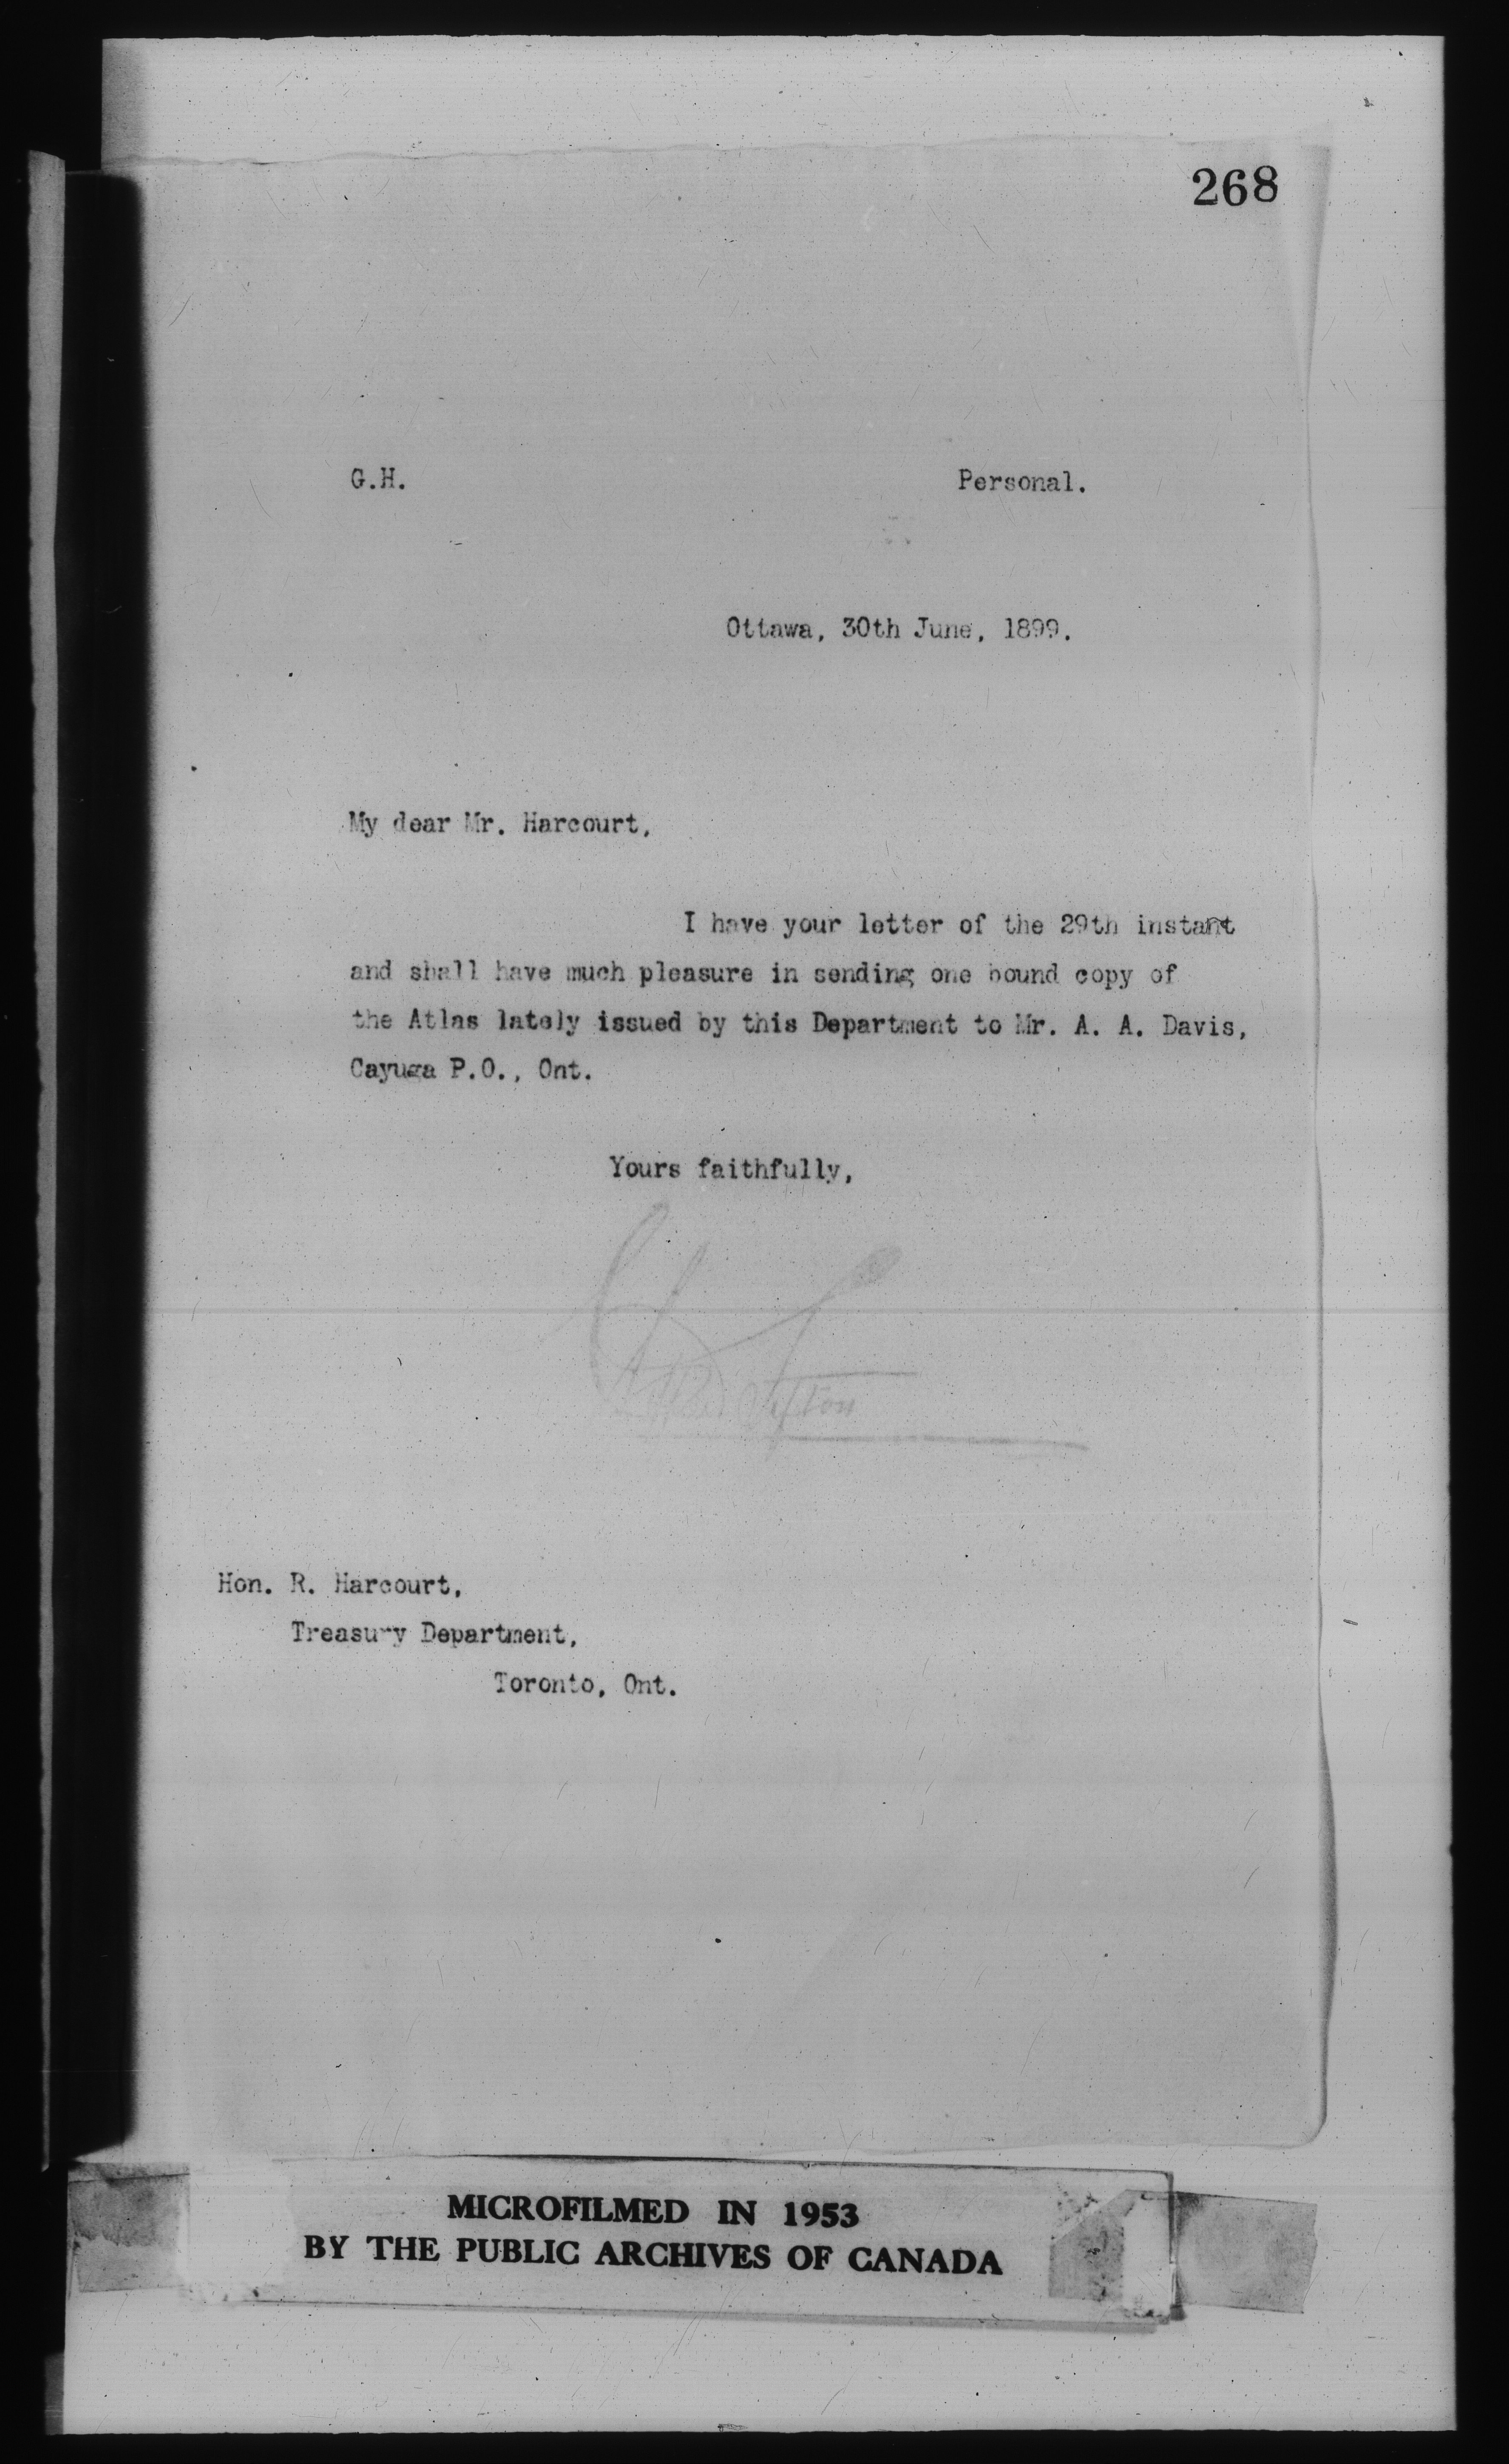 268
G.H.
Personal.
Ottawa, 30th June, 1899.
My dear Mr. Harcourt,
I have your letter of the 29th instant
and shall have much pleasure in sending one bound copy of
the Atlas lately issued by this Department to Mr. A. A. Davis,
Cayuga P.O., Ont.
Yours faithfully,
Sifton
Hon. R. Harcourt,
Treasury Department,
Toronto, Ont.
MICROFILMED IN 1953
BY THE PUBLIC ARCHIVES OF CANADA